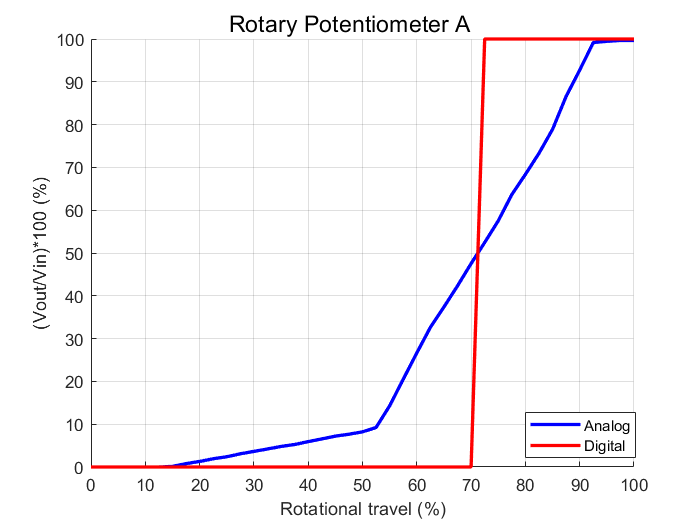 Rotary Potentiometer A
(Vout/Vin)*100 (%)
100
90
80
70
60
50
40
30
20
10
0
0 10 20 30 40 50 60 70 80 90 100
Rotational travel (%)
Analog
Digital